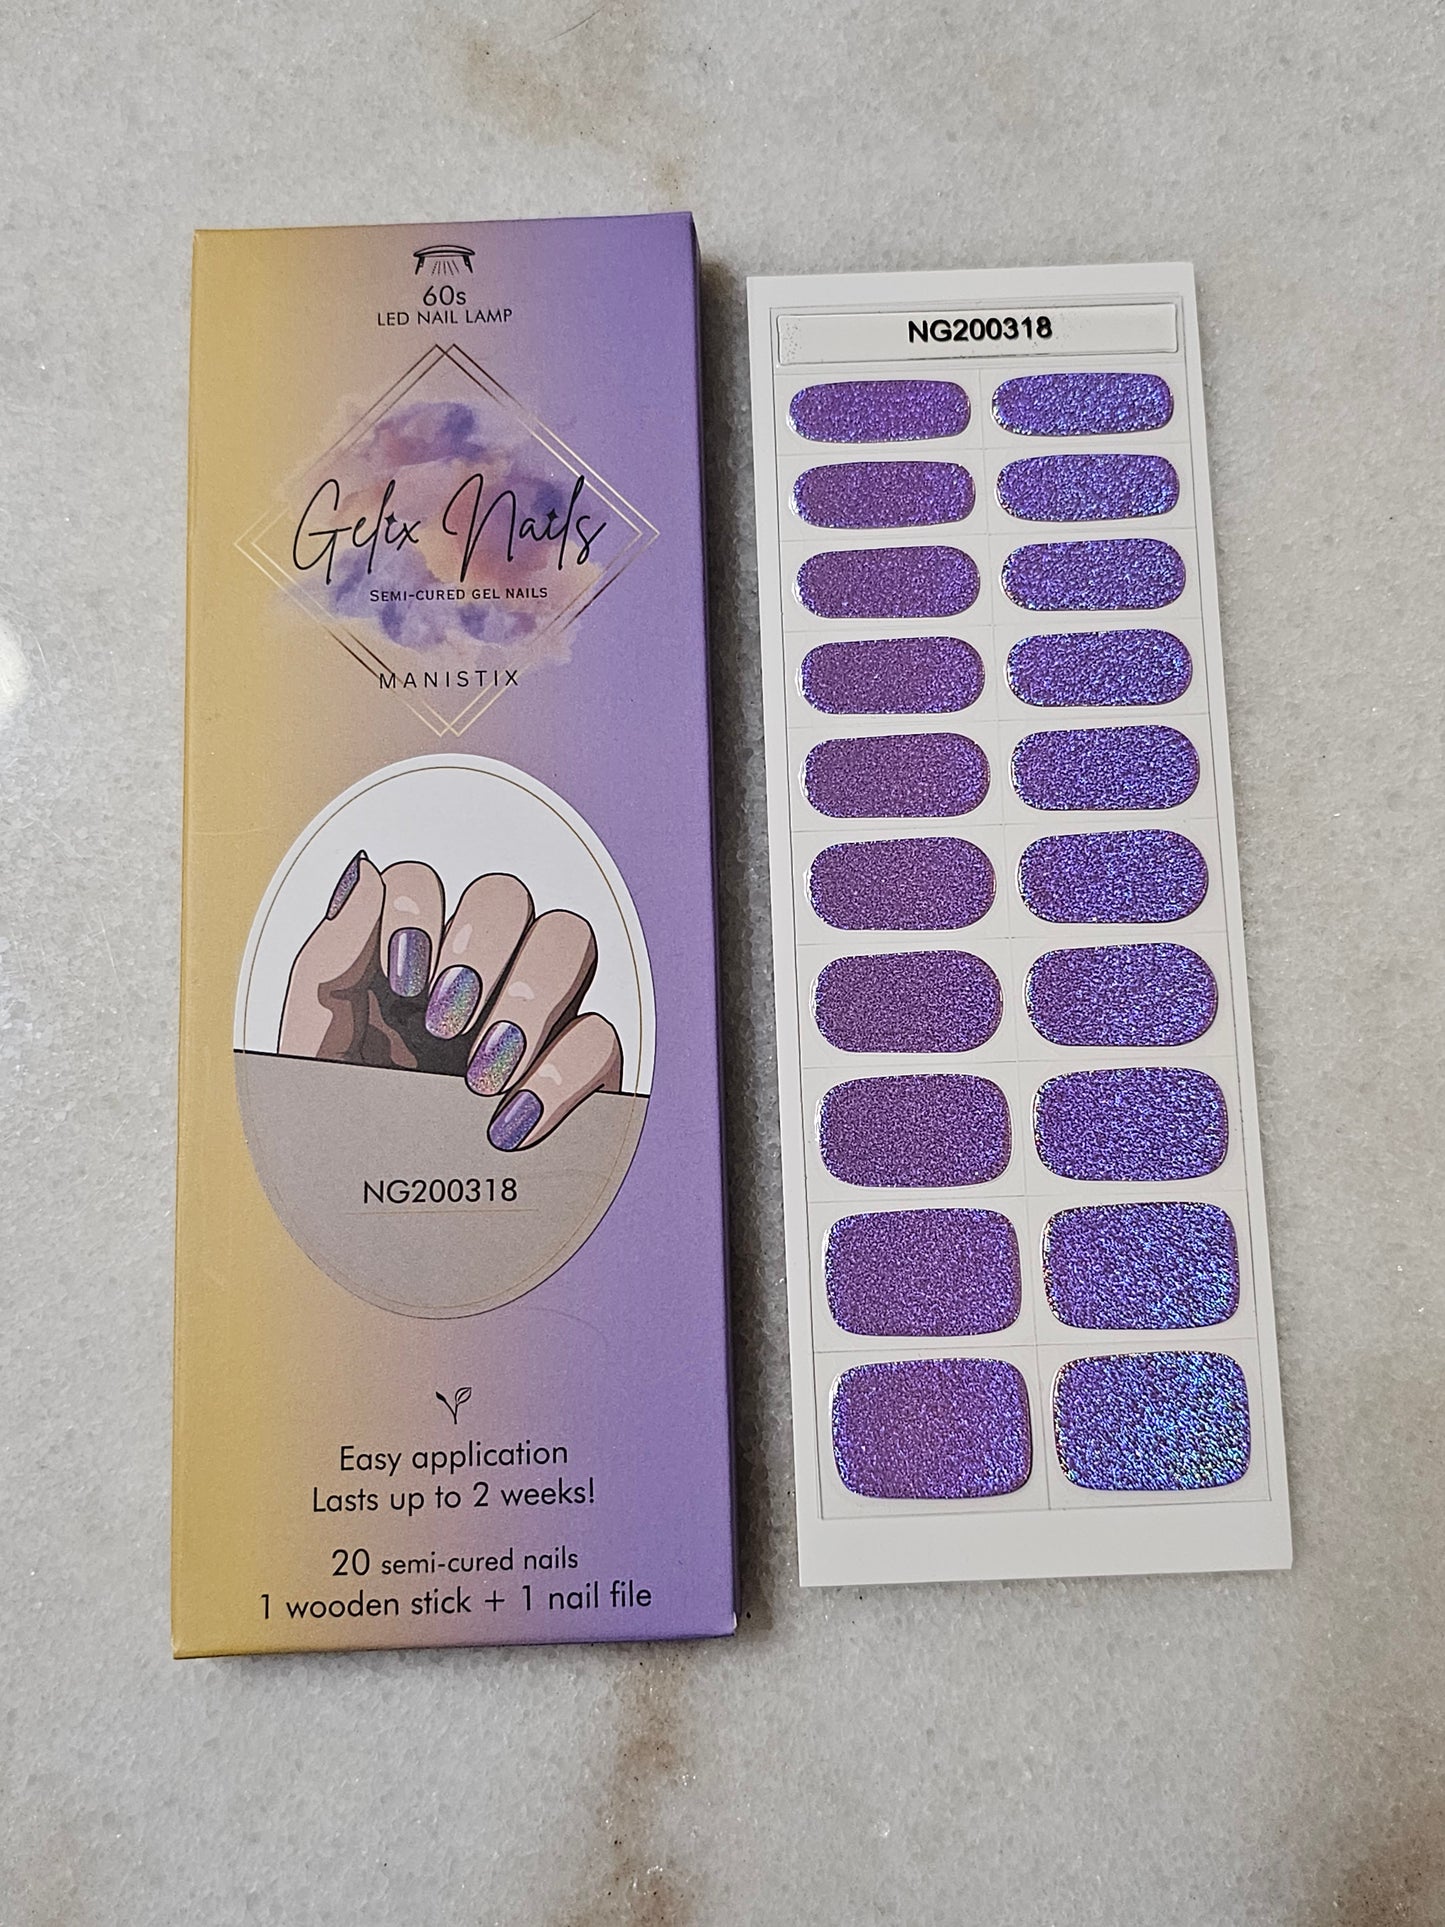 60s
LED NAIL LAMP
Gelix Nails
SEMI-CURED GEL NAILS
MANISTIX
NG200318
Easy application
Lasts up to 2 weeks!
20 semi-cured nails
1 wooden stick + 1 nail file
NG200318